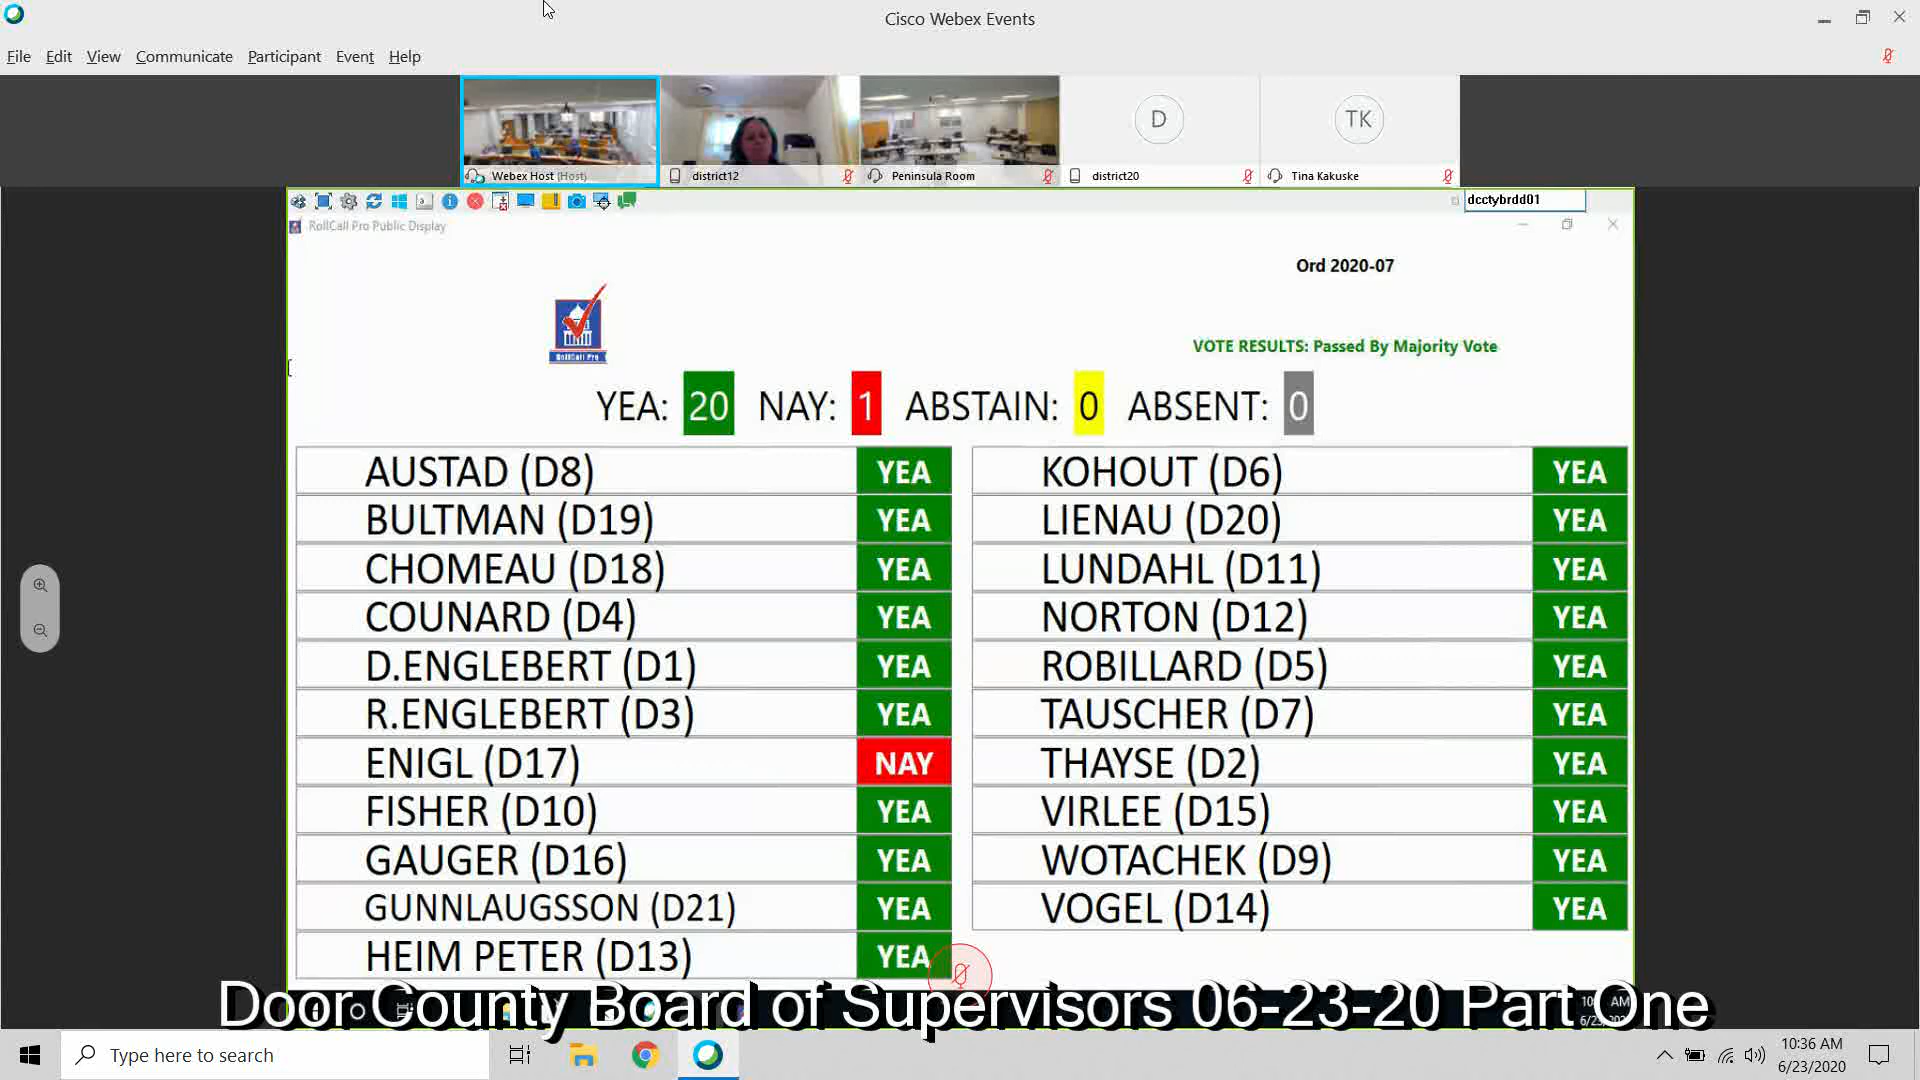 Cisco Webex Events
File Edit View Communicate Participant Event Help
D
TK
Webex Host (Host)
district12
Peninsula Room
district20
Tina Kakuske
dcctybrdd01
RollCall Pro Public Display
Ord 2020-07
RollCall Pro
VOTE RESULTS: Passed By Majority Vote
YEA: 20 NAY: 1 ABSTAIN: 0 ABSENT: 0
AUSTAD (D8) YEA
BULTMAN (D19) YEA
CHOMEAU (D18) YEA
COUNARD (D4) YEA
D.ENGLEBERT (D1) YEA
R.ENGLEBERT (D3) YEA
ENIGL (D17) NAY
FISHER (D10) YEA
GAUGER (D16) YEA
GUNNLAUGSSON (D21) YEA
HEIM PETER (D13) YEA
KOHOUT (D6) YEA
LIENAU (D20) YEA
LUNDAHL (D11) YEA
NORTON (D12) YEA
ROBILLARD (D5) YEA
TAUSCHER (D7) YEA
THAYSE (D2) YEA
VIRLEE (D15) YEA
WOTACHEK (D9) YEA
VOGEL (D14) YEA
Door County Board of Supervisors 06-23-20 Part One
Type here to search
10:36 AM
6/23/2020